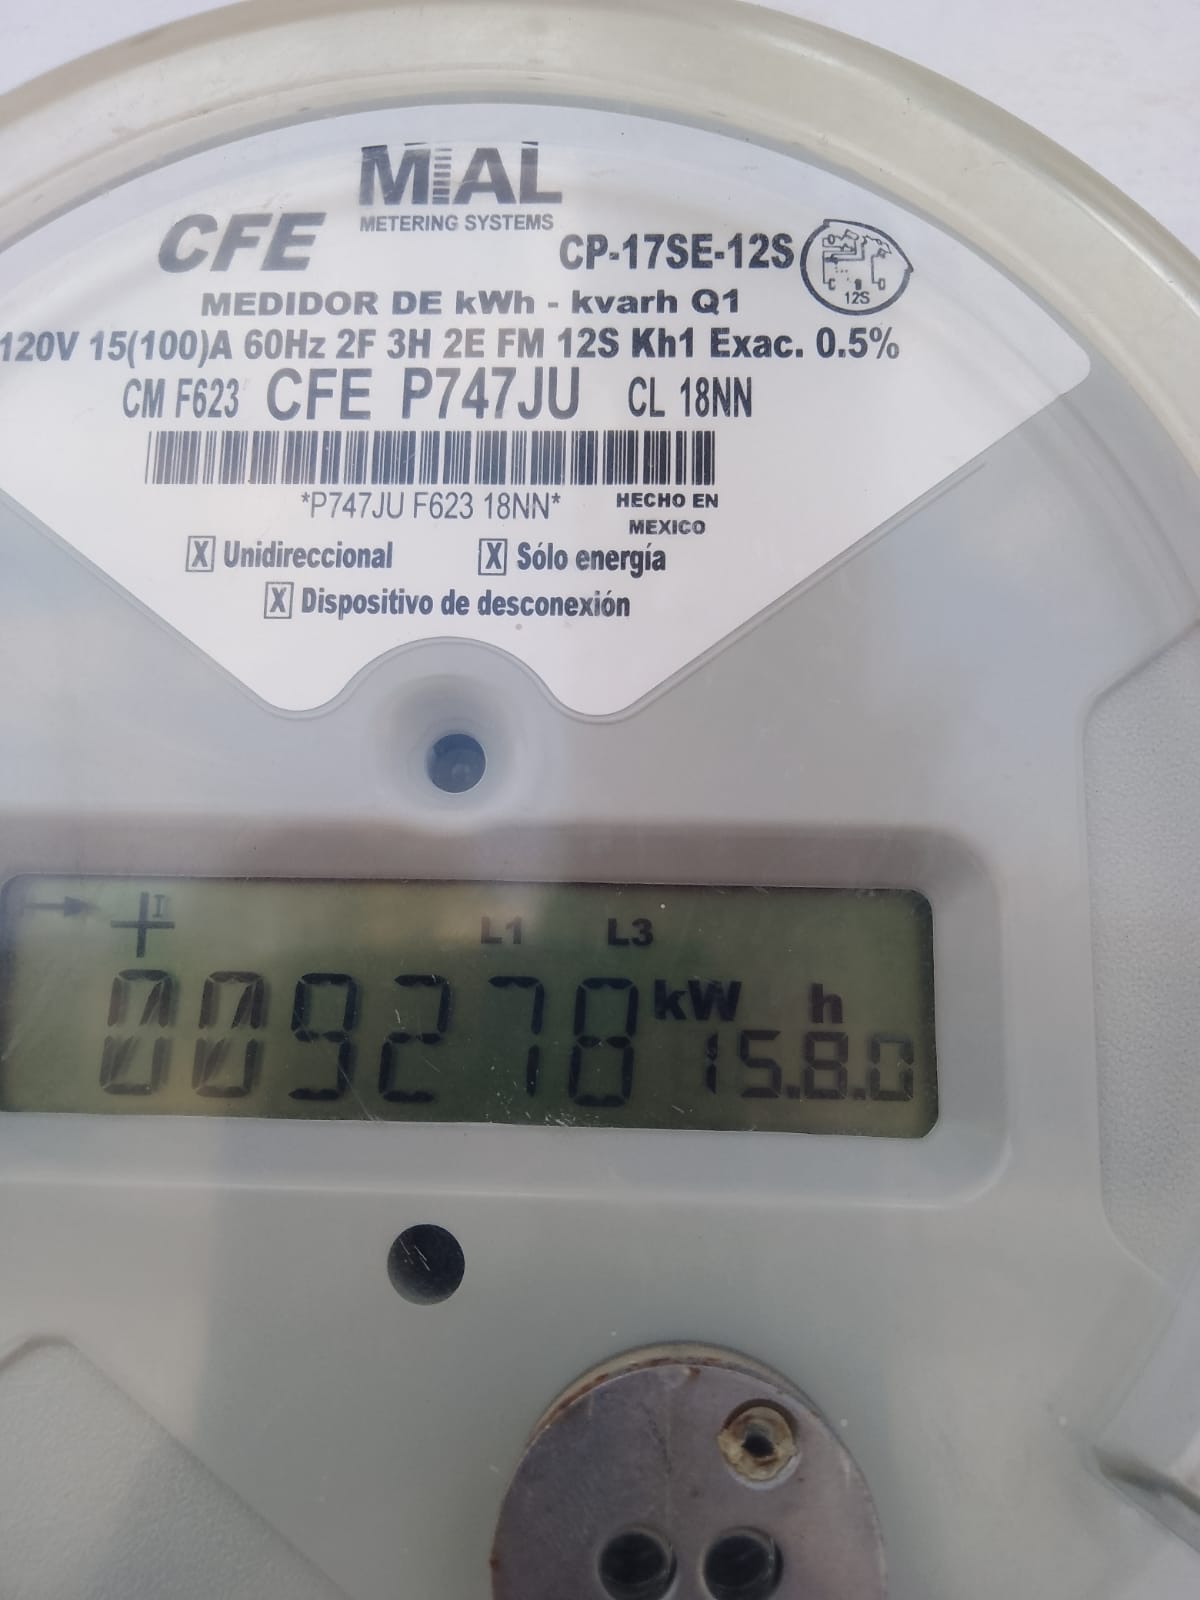 MIAL
METERING SYSTEMS
CFE
CP-17SE-12S
12S
MEDIDOR DE kWh - kvarh Q1
120V 15(100)A 60Hz 2F 3H 2E FM 12S Kh1 Exac. 0.5%
CM F623 CFE P747JU CL 18NN
*P747JU F623 18NN*
HECHO EN
MEXICO
X Unidireccional X Sólo energía
X Dispositivo de desconexión
L1 L3
009278 kW h
15.8.0